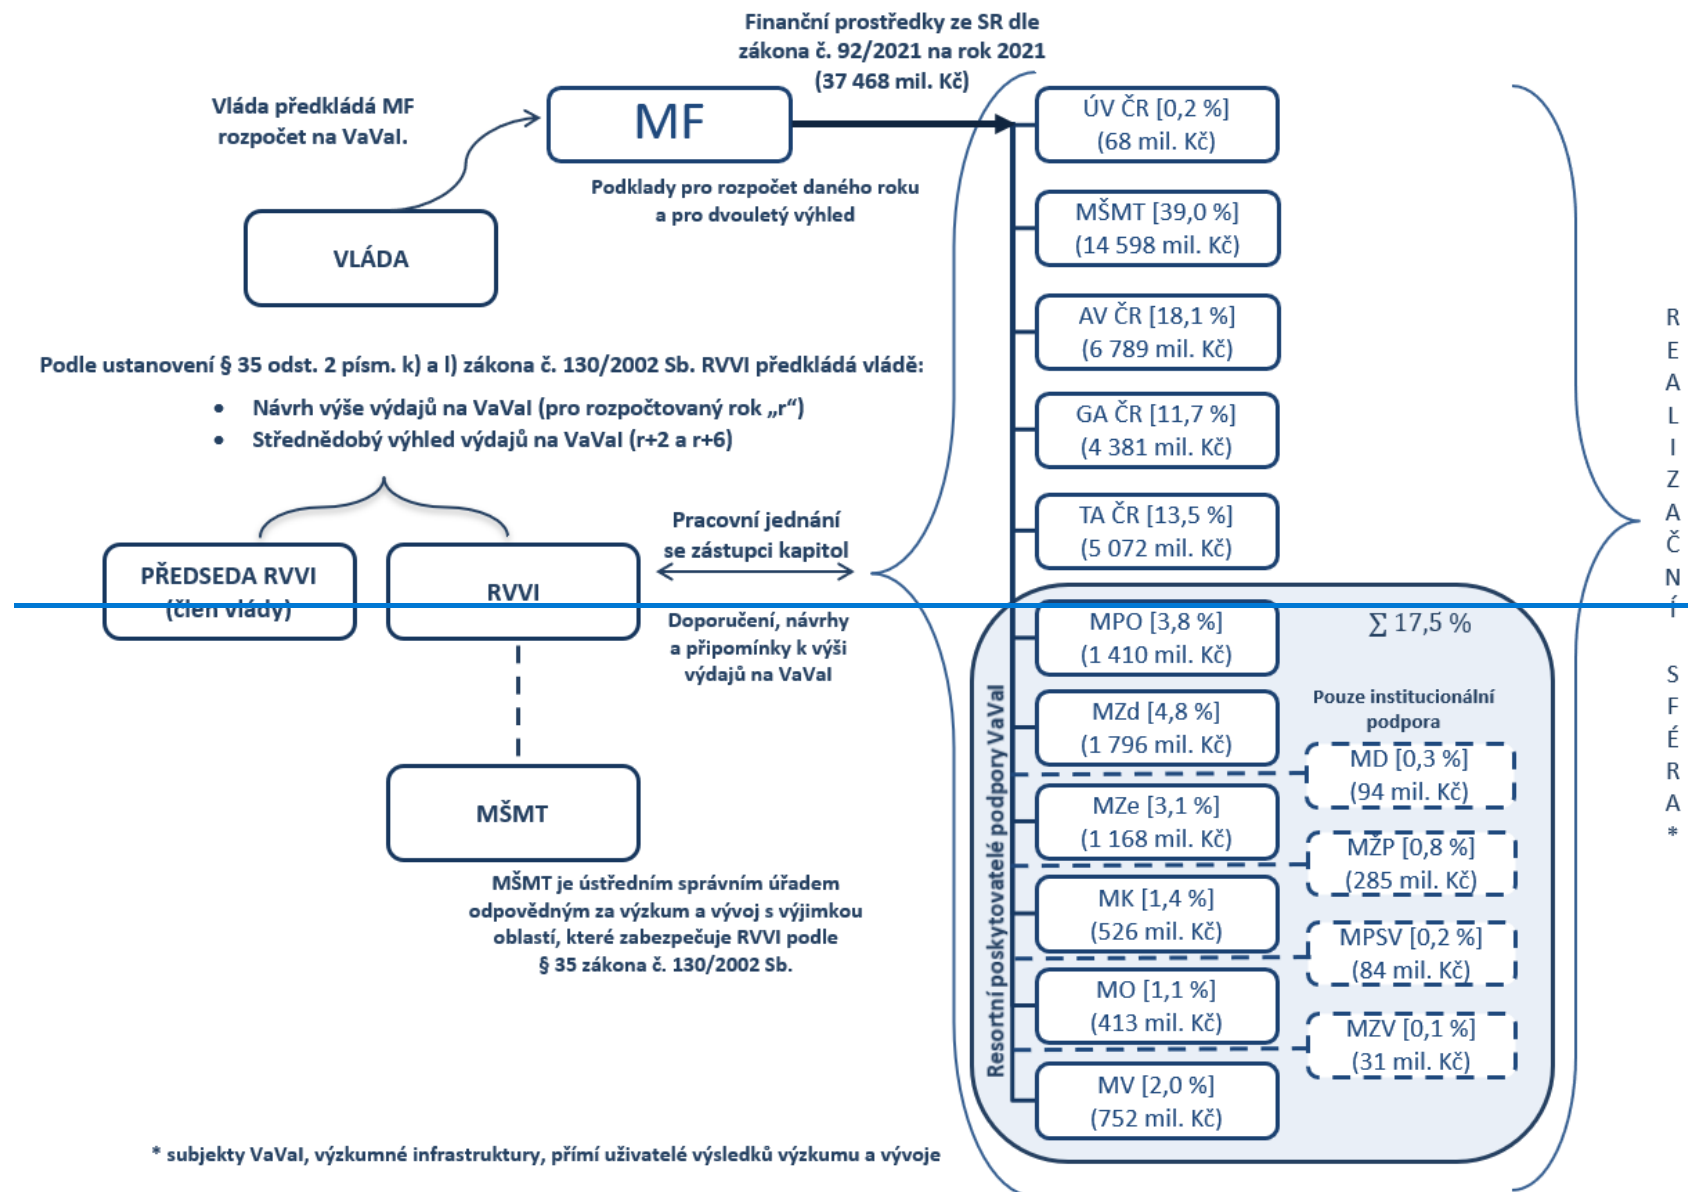 Finanční prostředky ze SR dle
zákona č. 92/2021 na rok 2021
(37 468 mil. Kč)
Vláda předkládá MF
rozpočet na VaVaI.
MF
Podklady pro rozpočet daného roku
a pro dvouletý výhled
VLÁDA
Podle ustanovení § 35 odst. 2 písm. k) a l) zákona č. 130/2002 Sb. RVVI předkládá vládě:
• Návrh výše výdajů na VaVaI (pro rozpočtovaný rok „r“)
• Střednědobý výhled výdajů na VaVaI (r+2 a r+6)
PŘEDSEDA RVVI
(člen vlády)
RVVI
Pracovní jednání
se zástupci kapitol
Doporučení, návrhy
a připomínky k výši
výdajů na VaVaI
MŠMT
MŠMT je ústředním správním úřadem
odpovědným za výzkum a vývoj s výjimkou
oblastí, které zabezpečuje RVVI podle
§ 35 zákona č. 130/2002 Sb.
ÚV ČR [0,2 %]
(68 mil. Kč)
MŠMT [39,0 %]
(14 598 mil. Kč)
AV ČR [18,1 %]
(6 789 mil. Kč)
GA ČR [11,7 %]
(4 381 mil. Kč)
TA ČR [13,5 %]
(5 072 mil. Kč)
Resortní poskytovatelé podpory VaVaI
MPO [3,8 %]
(1 410 mil. Kč)
MZd [4,8 %]
(1 796 mil. Kč)
MZe [3,1 %]
(1 168 mil. Kč)
MK [1,4 %]
(526 mil. Kč)
MO [1,1 %]
(413 mil. Kč)
MV [2,0 %]
(752 mil. Kč)
∑ 17,5 %
Pouze institucionální
podpora
MD [0,3 %]
(94 mil. Kč)
MŽP [0,8 %]
(285 mil. Kč)
MPSV [0,2 %]
(84 mil. Kč)
MZV [0,1 %]
(31 mil. Kč)
REALIZAČNÍ SFÉRA*
* subjekty VaVaI, výzkumné infrastruktury, přímí uživatelé výsledků výzkumu a vývoje